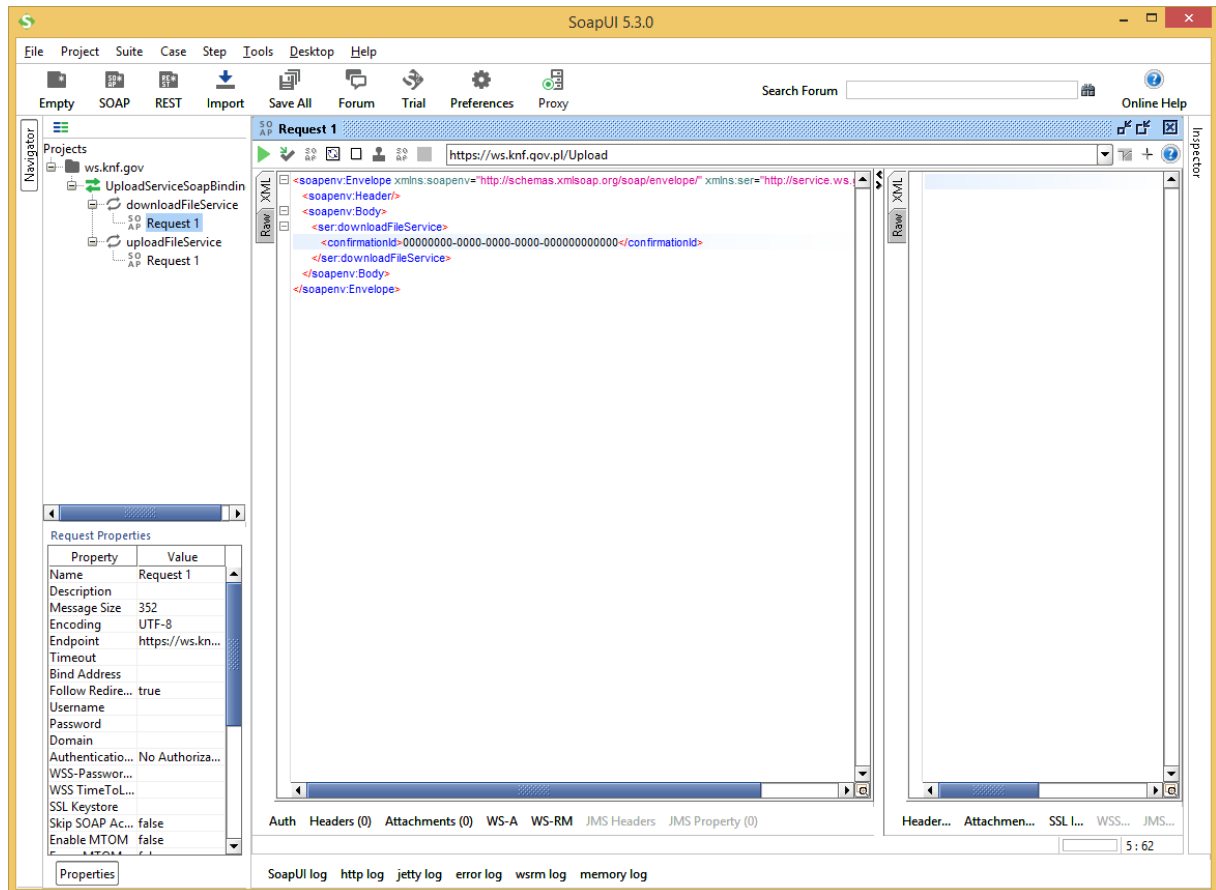 SoapUI 5.3.0
File Project Suite Case Step Tools Desktop Help
Empty SOAP REST Import Save All Forum Trial Preferences Proxy
Search Forum
Online Help
Navigator
Projects
ws.knf.gov
UploadServiceSoapBindin
downloadFileService
SO AP Request 1
uploadFileService
SO AP Request 1
Request Properties
Property Value
Name Request 1
Description
Message Size 352
Encoding UTF-8
Endpoint https://ws.kn...
Timeout
Bind Address
Follow Redire... true
Username
Password
Domain
Authenticatio... No Authoriza...
WSS-Passwor...
WSS TimeToL...
SSL Keystore
Skip SOAP Ac... false
Enable MTOM false
Properties
SO AP Request 1
https://ws.knf.gov.pl/Upload
XML
Raw
<soapenv:Envelope xmlns:soapenv="http://schemas.xmlsoap.org/soap/envelope/" xmlns:ser="http://service.ws.
<soapenv:Header/>
<soapenv:Body>
<ser:downloadFileService>
<confirmationId>00000000-0000-0000-0000-000000000000</confirmationId>
</ser:downloadFileService>
</soapenv:Body>
</soapenv:Envelope>
Auth Headers (0) Attachments (0) WS-A WS-RM JMS Headers JMS Property (0)
XML
Raw
Header... Attachmen... SSL I... WSS... JMS...
5 : 62
Inspector
SoapUI log http log jetty log error log wsrm log memory log